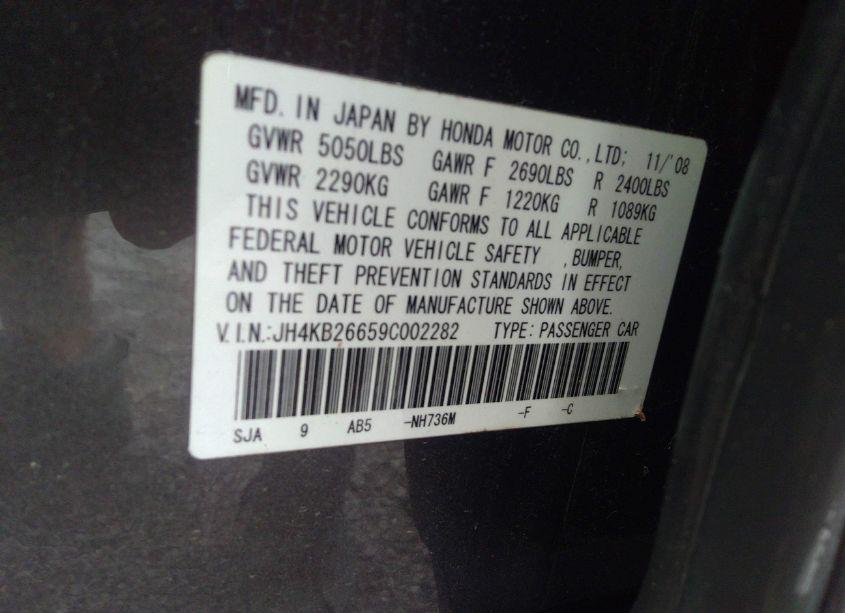 MFD. IN JAPAN BY HONDA MOTOR CO.,LTD; 11/'08
GVWR 5050LBS GAWR F 2690LBS R 2400LBS
GVWR 2290KG GAWR F 1220KG R 1089KG
THIS VEHICLE CONFORMS TO ALL APPLICABLE
FEDERAL MOTOR VEHICLE SAFETY , BUMPER,
AND THEFT PREVENTION STANDARDS IN EFFECT
ON THE DATE OF MANUFACTURE SHOWN ABOVE.
V.I.N.:JH4KB26659C002282 TYPE: PASSENGER CAR
SJA 9 AB5 -NH736M -F -C